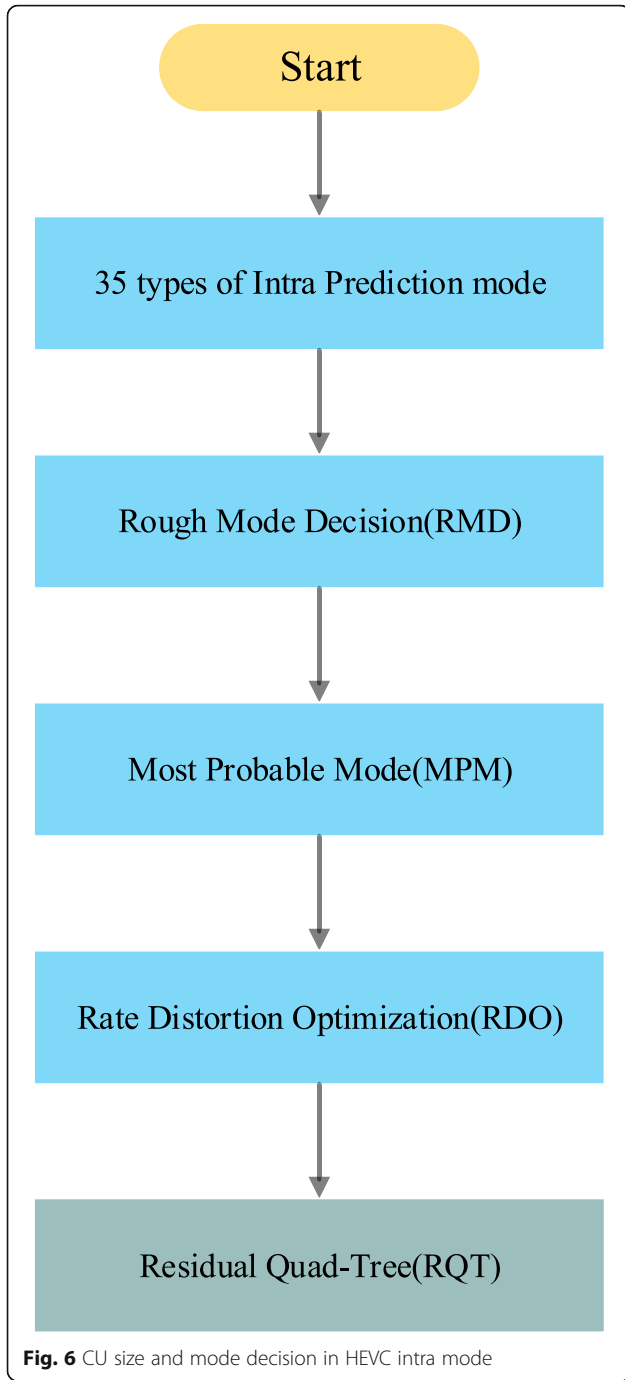 Start
35 types of Intra Prediction mode
Rough Mode Decision(RMD)
Most Probable Mode(MPM)
Rate Distortion Optimization(RDO)
Residual Quad-Tree(RQT)
Fig. 6 CU size and mode decision in HEVC intra mode